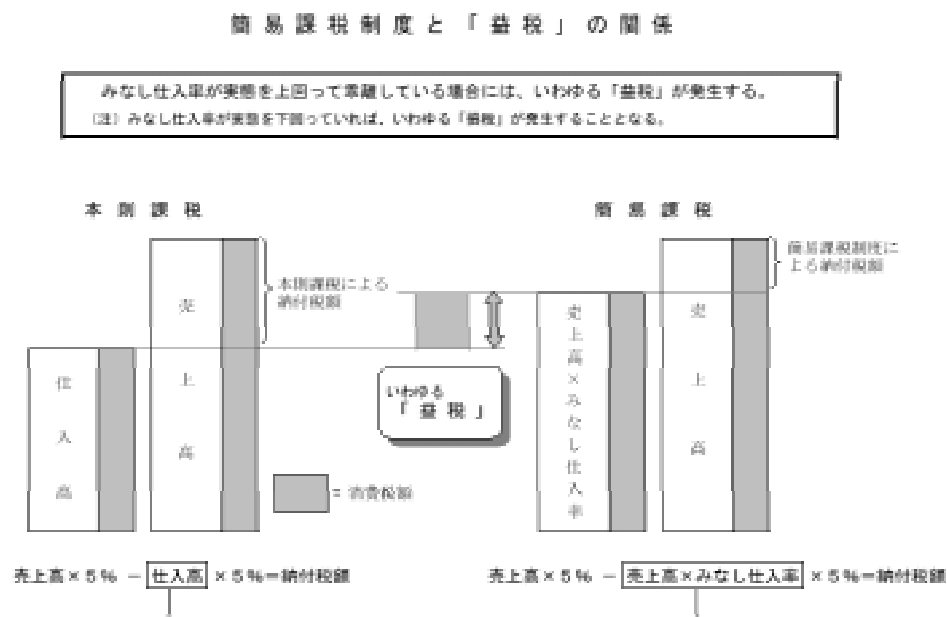 簡易課税制度と「益税」の関係
みなし仕入率が実態を上回って乖離している場合には、いわゆる「益税」が発生する。
（注）みなし仕入率が実態を下回っていれば、いわゆる「損税」が発生することとなる。
本則課税
簡易課税
売上高
本則課税による
納付税額
仕入高
いわゆる
「益税」
＝消費税額
簡易課税制度に
よる納付税額
売上高×みなし仕入率
売上高
売上高×５％ － 仕入高 ×５％＝納付税額
売上高×５％ － 売上高×みなし仕入率 ×５％＝納付税額